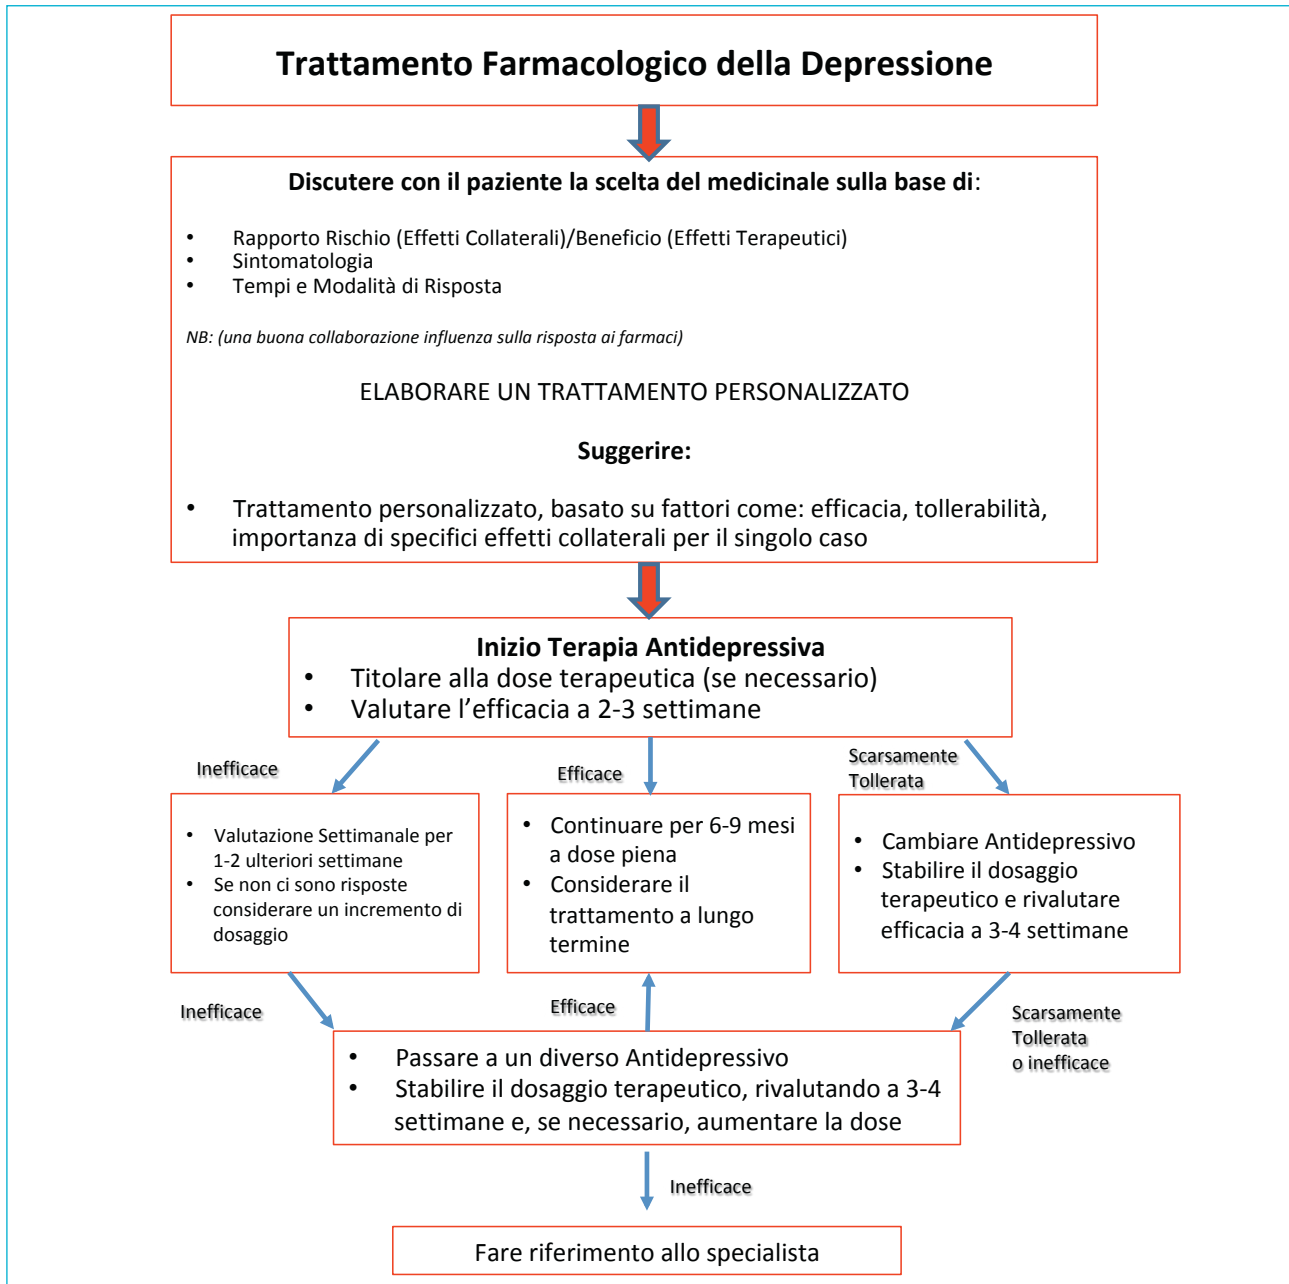 Trattamento Farmacologico della Depressione
Discutere con il paziente la scelta del medicinale sulla base di:
• Rapporto Rischio (Effetti Collaterali)/Beneficio (Effetti Terapeutici)
• Sintomatologia
• Tempi e Modalità di Risposta
NB: (una buona collaborazione influenza sulla risposta ai farmaci)
ELABORARE UN TRATTAMENTO PERSONALIZZATO
Suggerire:
• Trattamento personalizzato, basato su fattori come: efficacia, tollerabilità,
importanza di specifici effetti collaterali per il singolo caso
Inizio Terapia Antidepressiva
• Titolare alla dose terapeutica (se necessario)
• Valutare l’efficacia a 2-3 settimane
Inefficace
Efficace
Scarsamente
Tollerata
• Valutazione Settimanale per
1-2 ulteriori settimane
• Se non ci sono risposte
considerare un incremento di
dosaggio
• Continuare per 6-9 mesi
a dose piena
• Considerare il
trattamento a lungo
termine
• Cambiare Antidepressivo
• Stabilire il dosaggio
terapeutico e rivalutare
efficacia a 3-4 settimane
Inefficace
Efficace
Scarsamente
Tollerata
o inefficace
• Passare a un diverso Antidepressivo
• Stabilire il dosaggio terapeutico, rivalutando a 3-4
settimane e, se necessario, aumentare la dose
Inefficace
Fare riferimento allo specialista